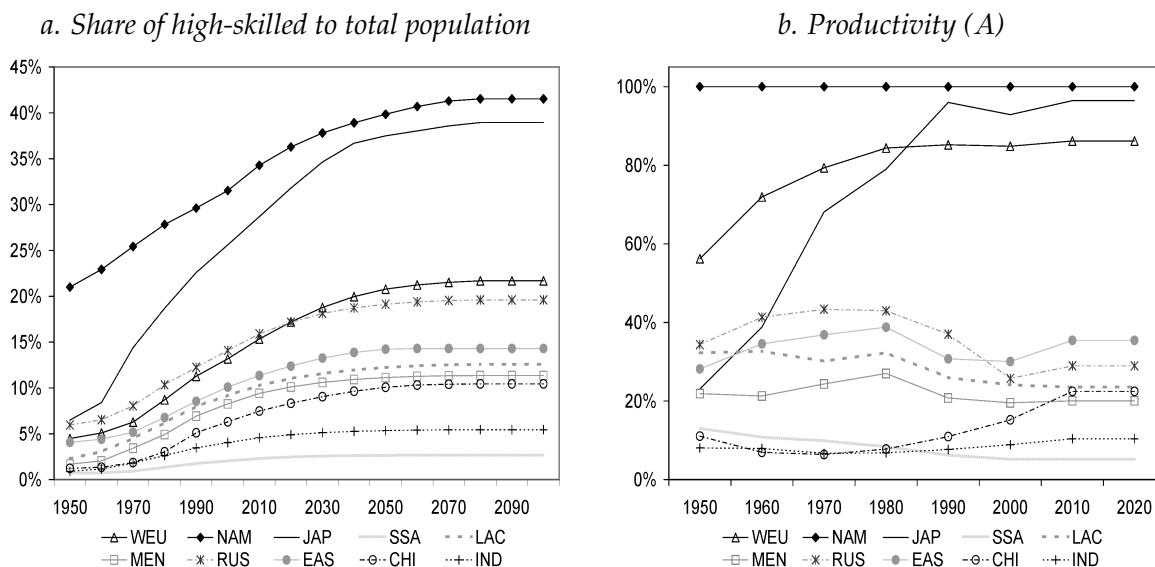 a. Share of high-skilled to total population
45%
40%
35%
30%
25%
20%
15%
10%
5%
0%
1950 1970 1990 2010 2030 2050 2070 2090
WEU NAM JAP SSA LAC
MEN RUS EAS CHI IND
b. Productivity (A)
100%
80%
60%
40%
20%
0%
1950 1960 1970 1980 1990 2000 2010 2020
WEU NAM JAP SSA LAC
MEN RUS EAS CHI IND